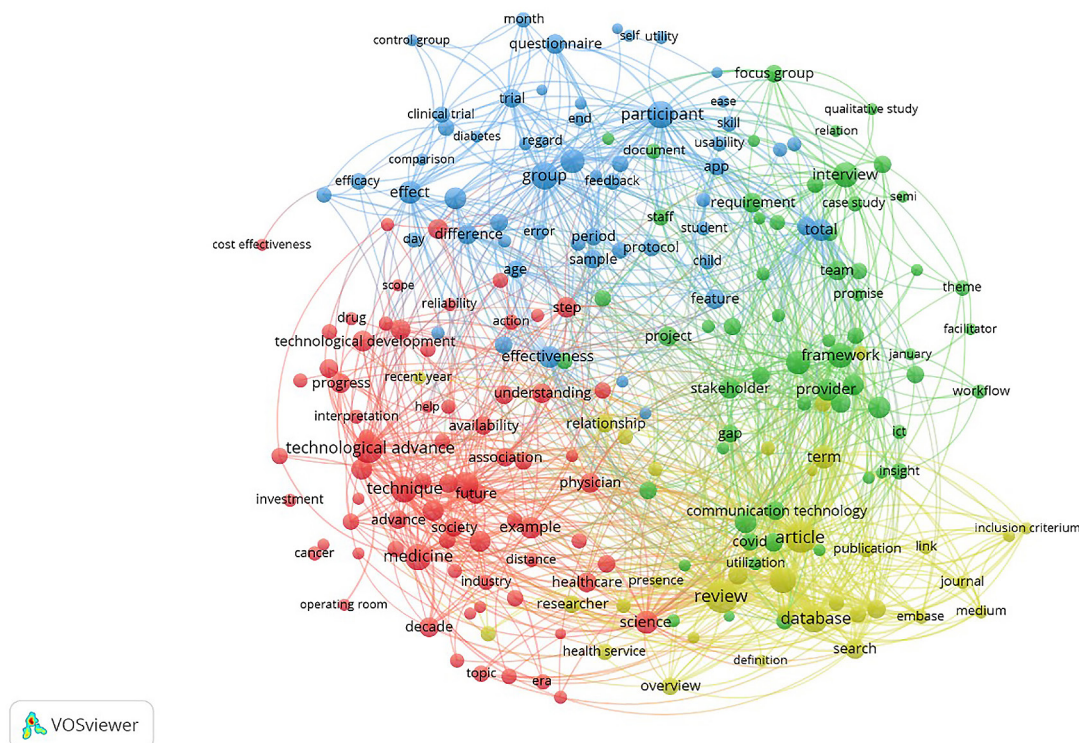 month
control group
questionnaire
self utility
focus group
trial
ease
qualitative study
clinical trial
end
participant
skill
relation
diabetes
regard
usability
document
comparison
app
interview
efficacy
group
feedback
effect
requirement
case study
semi
staff
student
total
cost effectiveness
day
difference
error
period
protocol
sample
child
age
team
theme
scope
promise
reliability
feature
drug
action
step
project
facilitator
technological development
effectiveness
framework
january
progress
recent year
stakeholder
provider
workflow
understanding
help
interpretation
availability
relationship
gap
ict
technological advance
association
term
insight
technique
future
physician
investment
communication technology
advance
society
example
inclusion criterium
cancer
covid
article
publication
link
medicine
distance
utilization
industry
healthcare
presence
journal
operating room
researcher
review
medium
database
embase
decade
science
health service
search
definition
topic
era
overview
VOSviewer